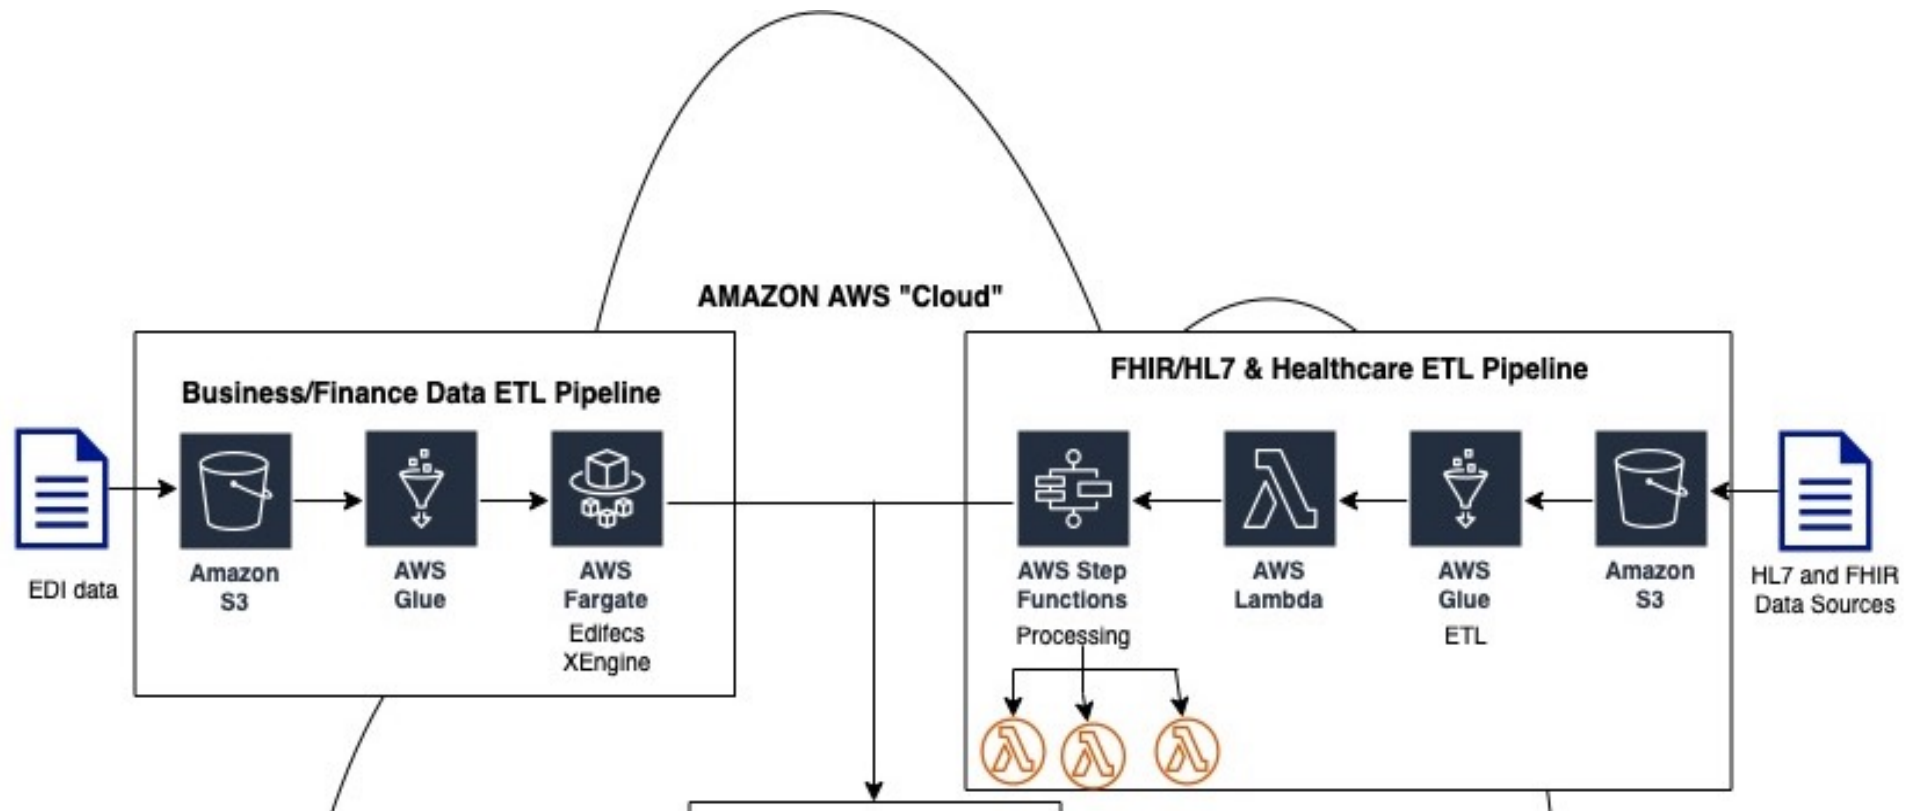 AMAZON AWS "Cloud"
Business/Finance Data ETL Pipeline
EDI data
Amazon
S3
AWS
Glue
AWS
Fargate
Edifecs
XEngine
FHIR/HL7 & Healthcare ETL Pipeline
AWS Step
Functions
Processing
AWS
Lambda
AWS
Glue
ETL
Amazon
S3
HL7 and FHIR
Data Sources